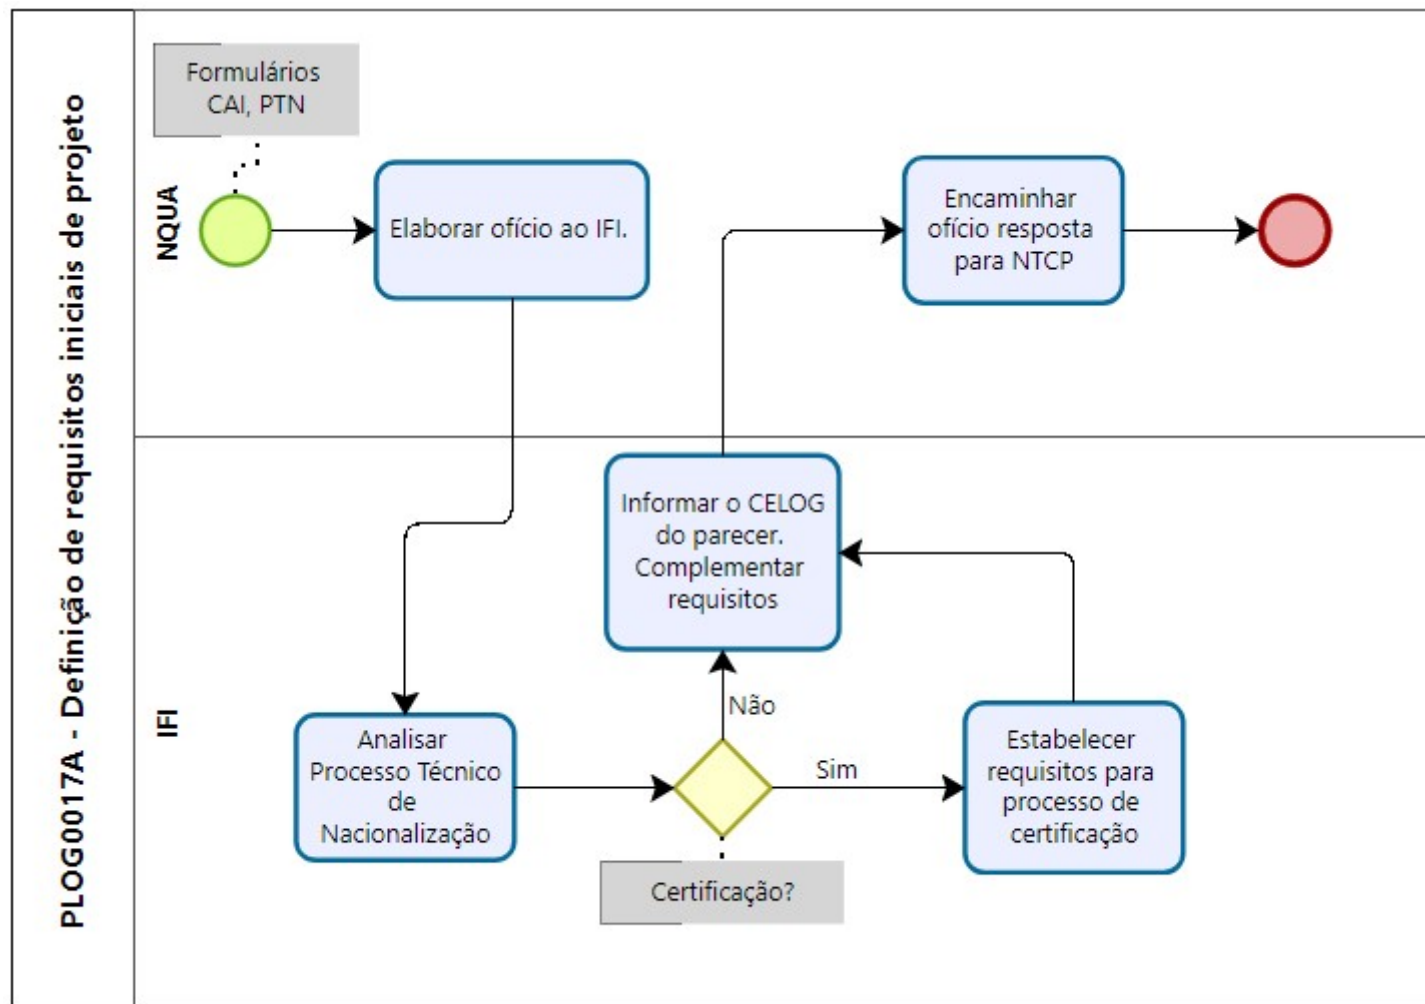 PLOG0017A - Definição de requisitos iniciais de projeto
NQUA
Formulários
CAI, PTN
Elaborar ofício ao IFI.
Encaminhar
ofício resposta
para NTCP
IFI
Informar o CELOG
do parecer.
Complementar
requisitos
Não
Analisar
Processo Técnico
de
Nacionalização
Sim
Estabelecer
requisitos para
processo de
certificação
Certificação?